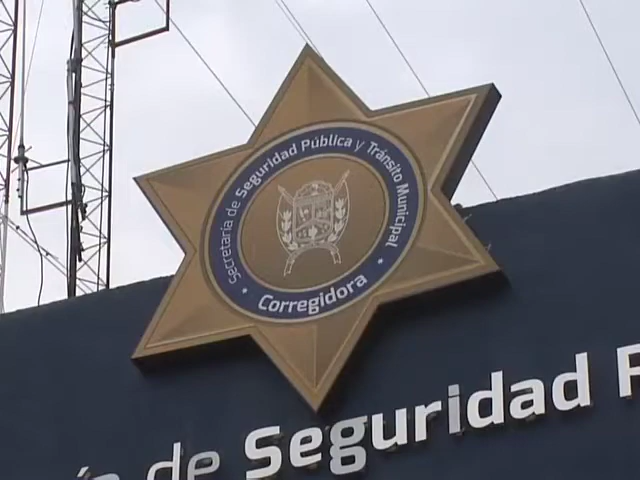 Secretaría de Seguridad Pública y Tránsito Municipal
• Corregidora •
de Seguridad